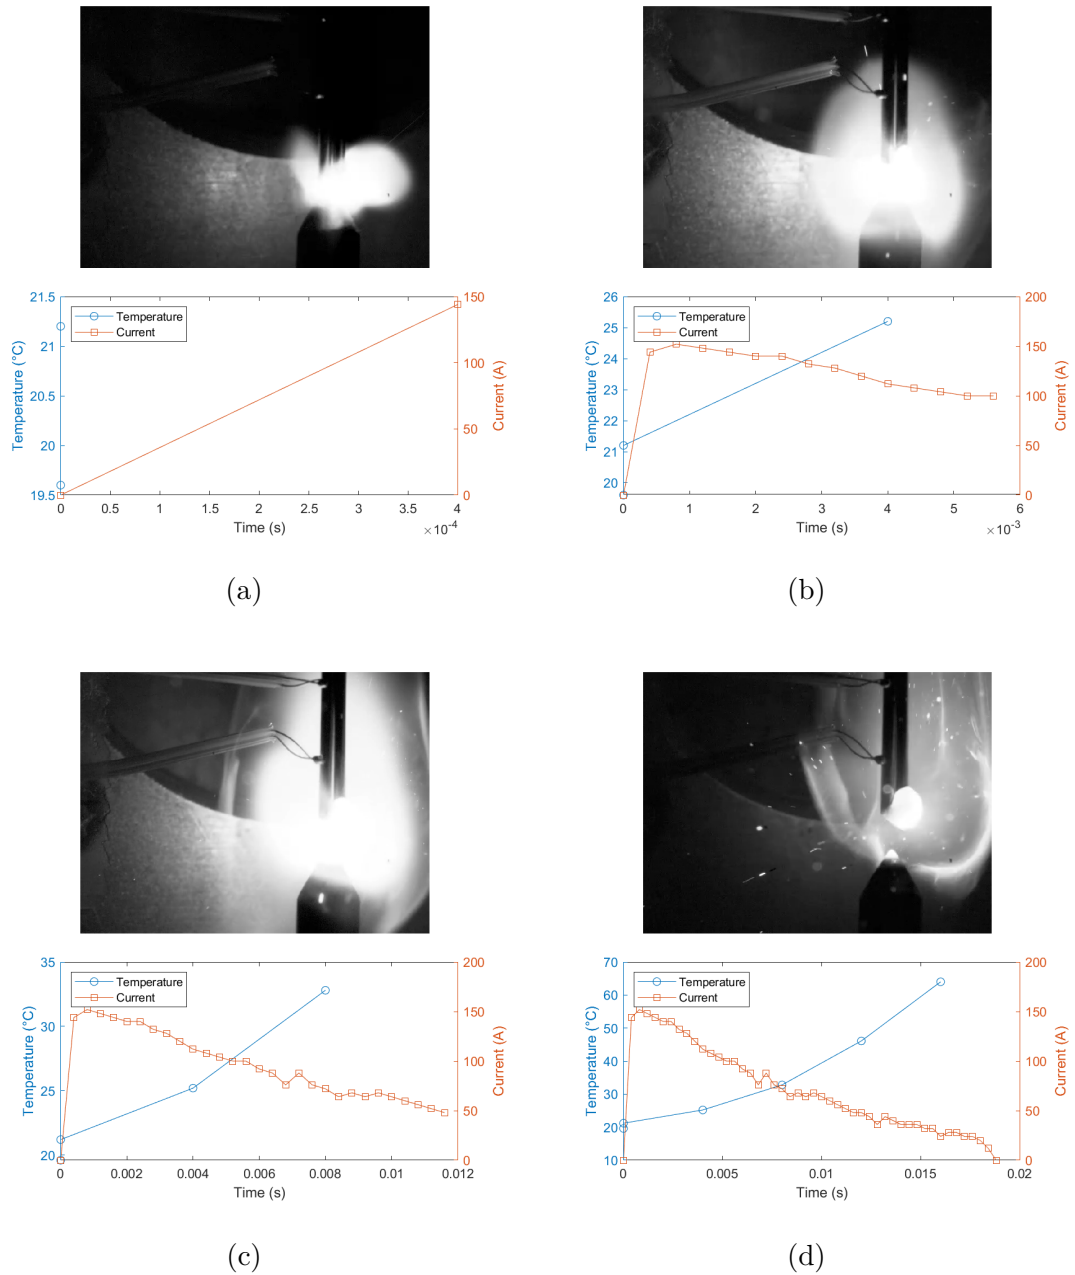 21.5
21
20.5
20
19.5
Temperature (°C)
Temperature
Current
150
100
50
0
Current (A)
0 0.5 1 1.5 2 2.5 3 3.5 4
Time (s)
×10-4
(a)
26
25
24
23
22
21
20
Temperature (°C)
Temperature
Current
200
150
100
50
0
Current (A)
0 1 2 3 4 5 6
Time (s)
×10-3
(b)
35
30
25
20
Temperature (°C)
Temperature
Current
200
150
100
50
0
Current (A)
0 0.002 0.004 0.006 0.008 0.01 0.012
Time (s)
(c)
70
60
50
40
30
20
10
Temperature (°C)
Temperature
Current
200
150
100
50
0
Current (A)
0 0.005 0.01 0.015 0.02
Time (s)
(d)